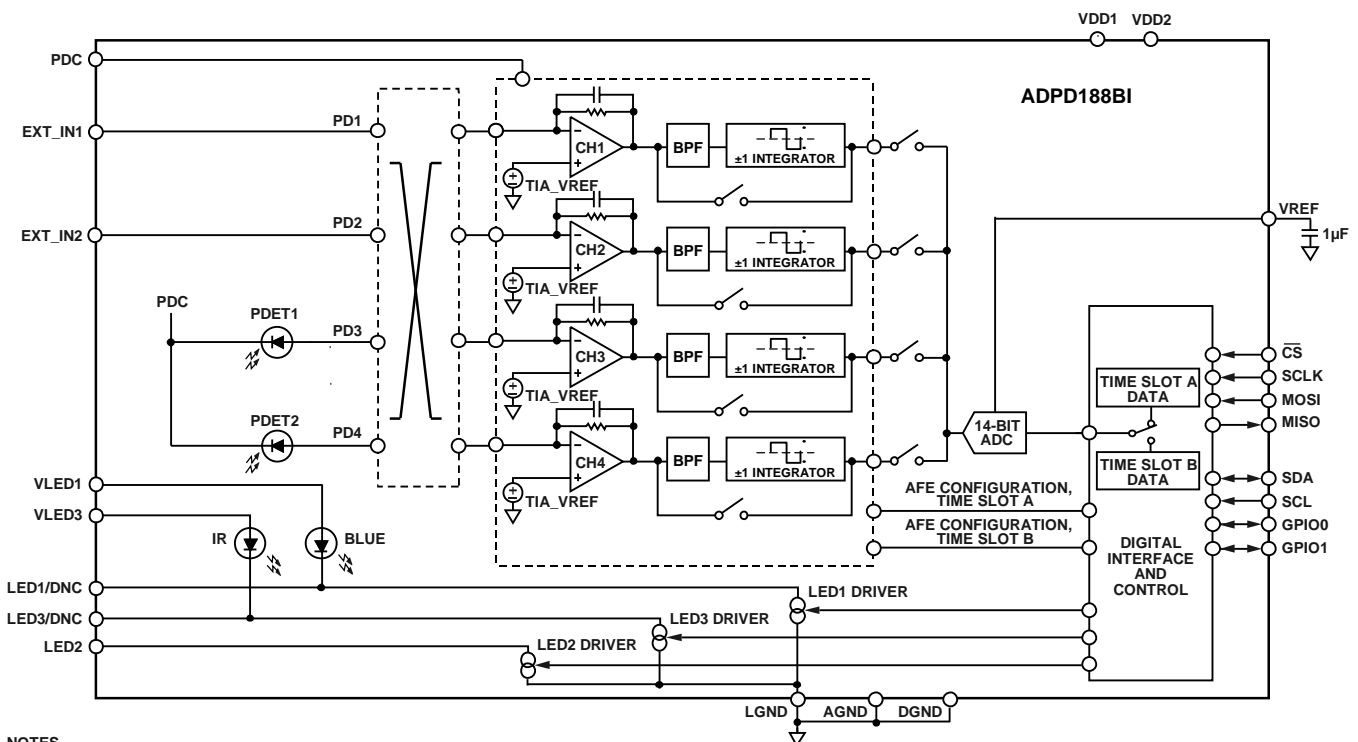 VDD1 VDD2
PDC
ADPD188BI
EXT_IN1
PD1
CH1
BPF
±1 INTEGRATOR
TIA_VREF
VREF
1µF
EXT_IN2
PD2
CH2
BPF
±1 INTEGRATOR
TIA_VREF
PDC
PDET1
PD3
CH3
BPF
±1 INTEGRATOR
TIA_VREF
PDET2
PD4
CH4
BPF
±1 INTEGRATOR
TIA_VREF
14-BIT
ADC
TIME SLOT A
DATA
TIME SLOT B
DATA
CS
SCLK
MOSI
MISO
SDA
SCL
GPIO0
GPIO1
AFE CONFIGURATION,
TIME SLOT A
AFE CONFIGURATION,
TIME SLOT B
DIGITAL
INTERFACE
AND
CONTROL
VLED1
VLED3
IR
BLUE
LED1/DNC
LED1 DRIVER
LED3/DNC
LED3 DRIVER
LED2
LED2 DRIVER
LGND AGND DGND